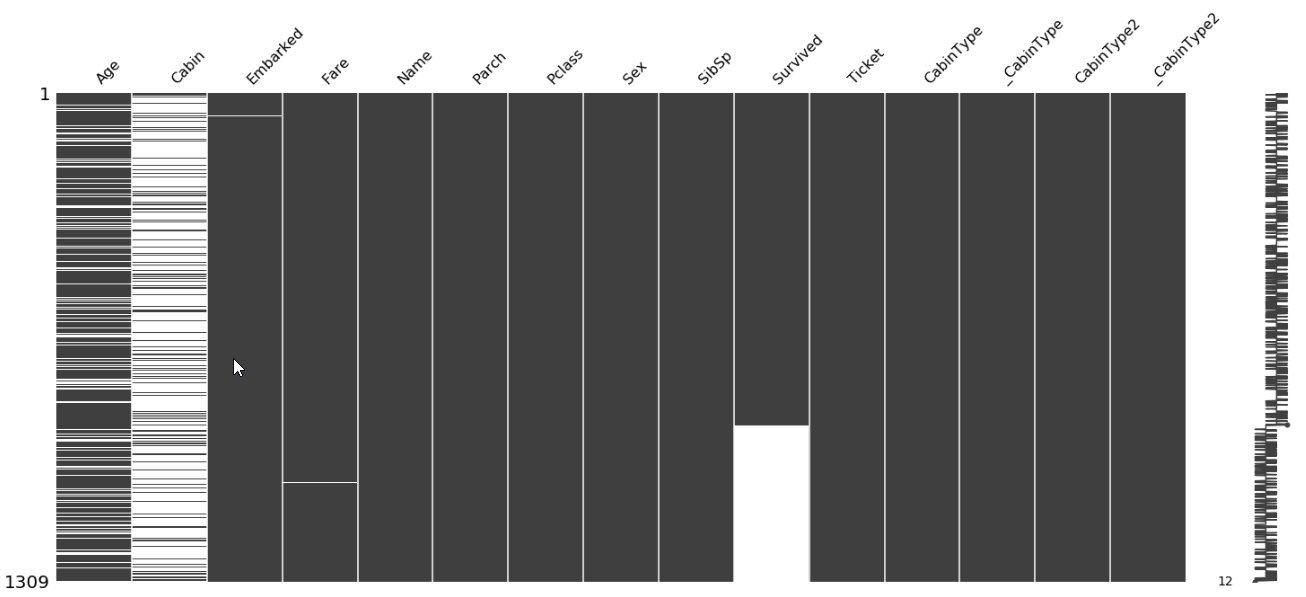 Age Cabin Embarked Fare Name Parch Pclass Sex SibSp Survived Ticket CabinType _CabinType CabinType2 _CabinType2
1
1309
12